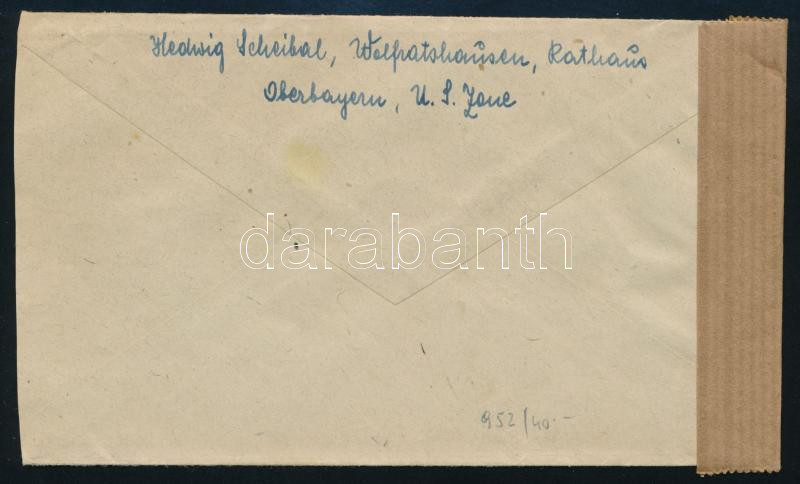 Hedwig Scheibal, Wolfratshausen, Rathaus
Oberbayern, U. S. Zone
darabanth
952/40.-